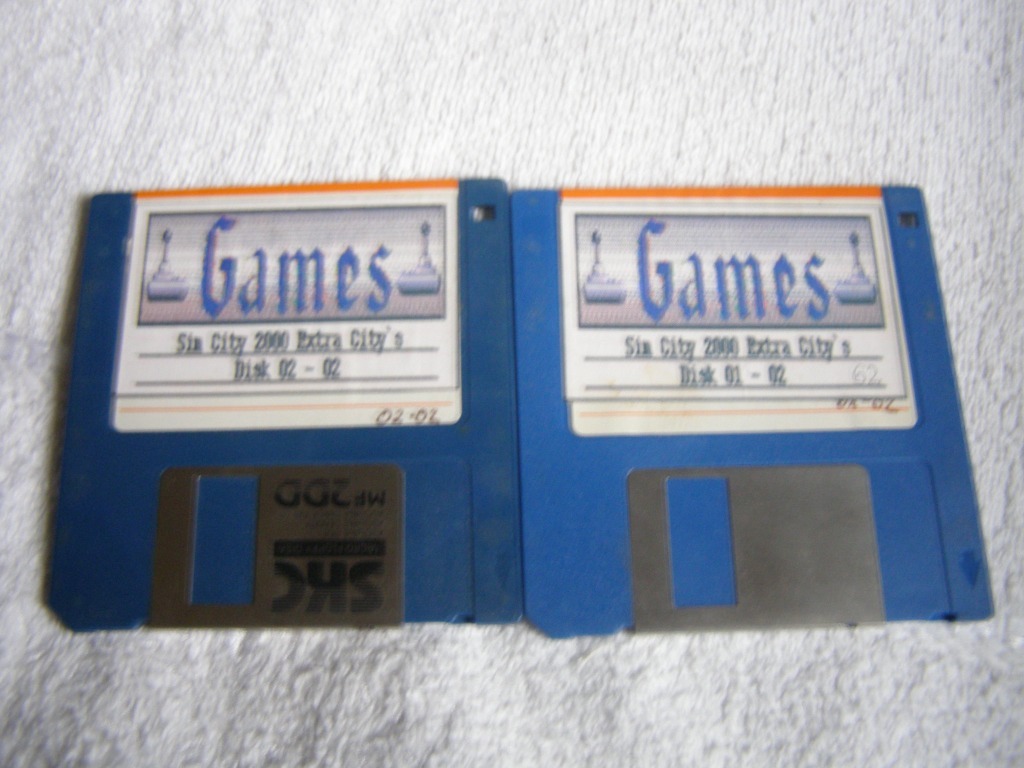 Games
Sim City 2000 Extra City's
Disk 02 - 02
02-02
MF2DD
SKC
Games
Sim City 2000 Extra City's
Disk 01 - 02
62